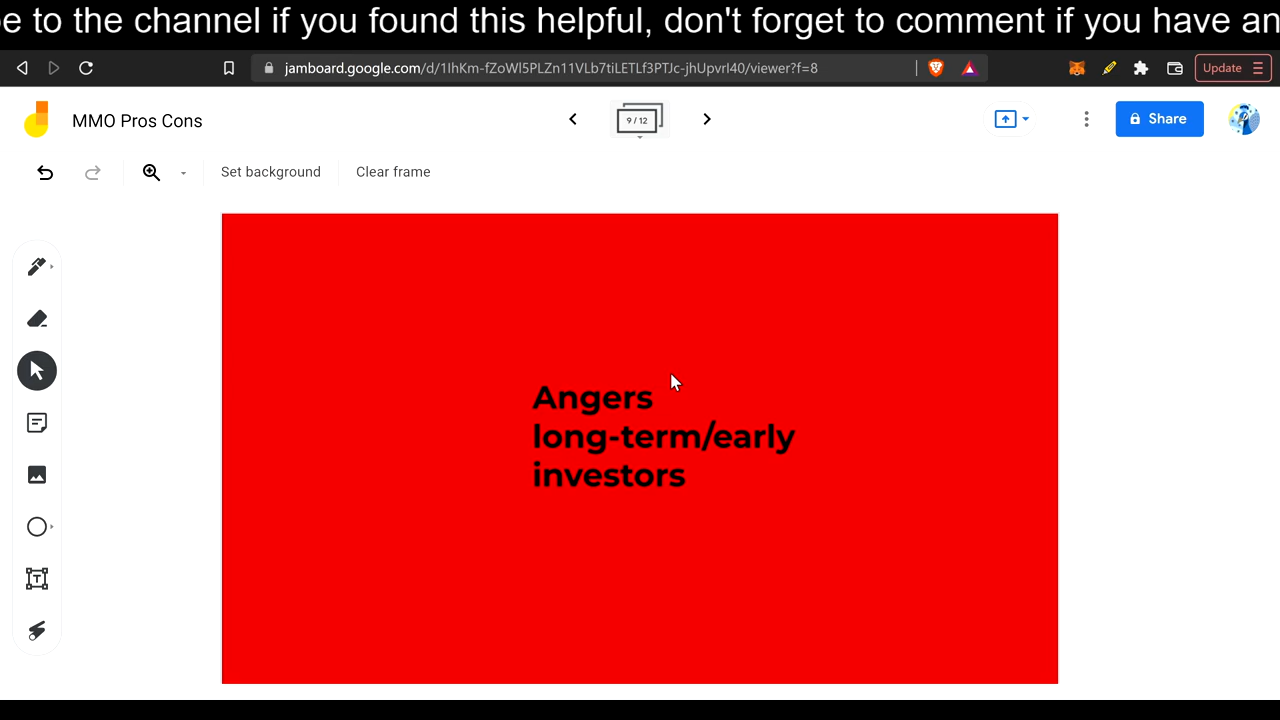 e to the channel if you found this helpful, don't forget to comment if you have an
jamboard.google.com/d/1lhKm-fZoWl5PLZn11VLb7tiLETLf3PTJc-jhUpvrl40/viewer?f=8
Update
MMO Pros Cons
9 / 12
Share
Set background
Clear frame
Angers
long-term/early
investors